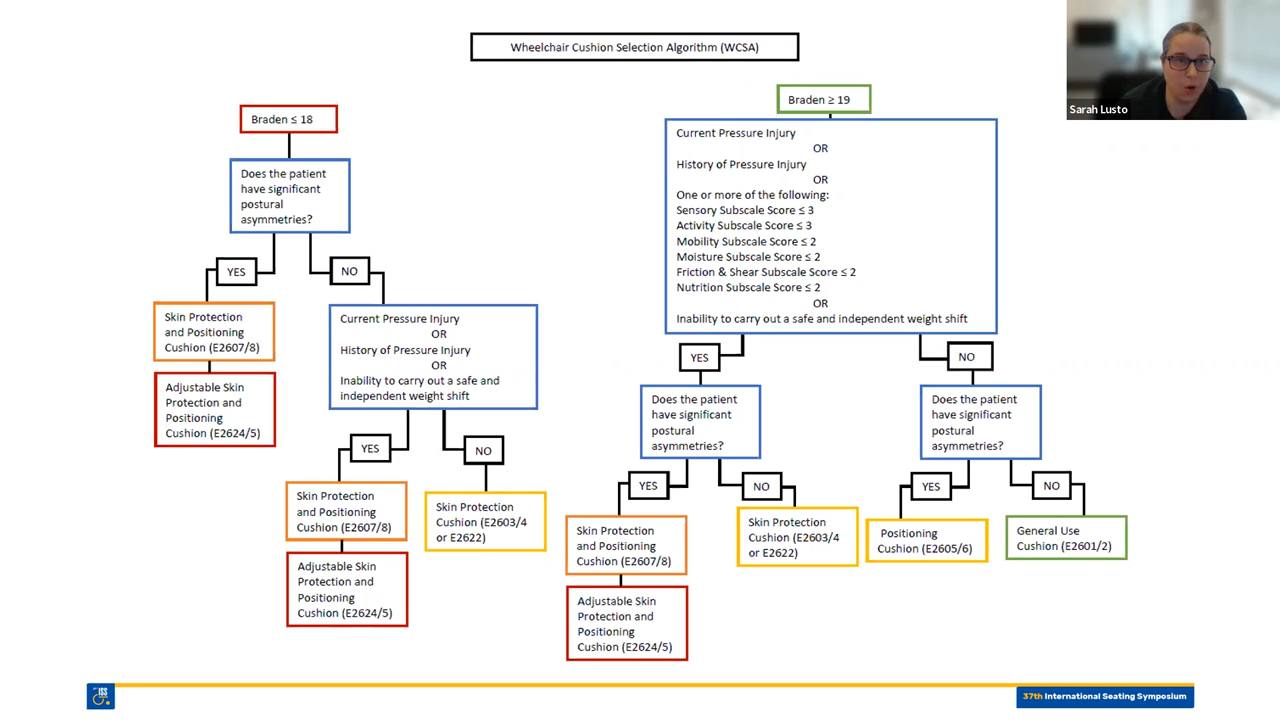 Wheelchair Cushion Selection Algorithm (WCSA)
Sarah Lusto
Braden ≤ 18
Does the patient
have significant
postural
asymmetries?
YES
NO
Skin Protection
and Positioning
Cushion (E2607/8)
Adjustable Skin
Protection and
Positioning
Cushion (E2624/5)
Current Pressure Injury
OR
History of Pressure Injury
OR
Inability to carry out a safe and
independent weight shift
YES
NO
Skin Protection
and Positioning
Cushion (E2607/8)
Adjustable Skin
Protection and
Positioning
Cushion (E2624/5)
Skin Protection
Cushion (E2603/4
or E2622)
Braden ≥ 19
Current Pressure Injury
OR
History of Pressure Injury
OR
One or more of the following:
Sensory Subscale Score ≤ 3
Activity Subscale Score ≤ 3
Mobility Subscale Score ≤ 2
Moisture Subscale Score ≤ 2
Friction & Shear Subscale Score ≤ 2
Nutrition Subscale Score ≤ 2
OR
Inability to carry out a safe and independent weight shift
YES
NO
Does the patient
have significant
postural
asymmetries?
YES
NO
Skin Protection
and Positioning
Cushion (E2607/8)
Adjustable Skin
Protection and
Positioning
Cushion (E2624/5)
Skin Protection
Cushion (E2603/4
or E2622)
Does the patient
have significant
postural
asymmetries?
YES
NO
Positioning
Cushion (E2605/6)
General Use
Cushion (E2601/2)
ISS
37th International Seating Symposium